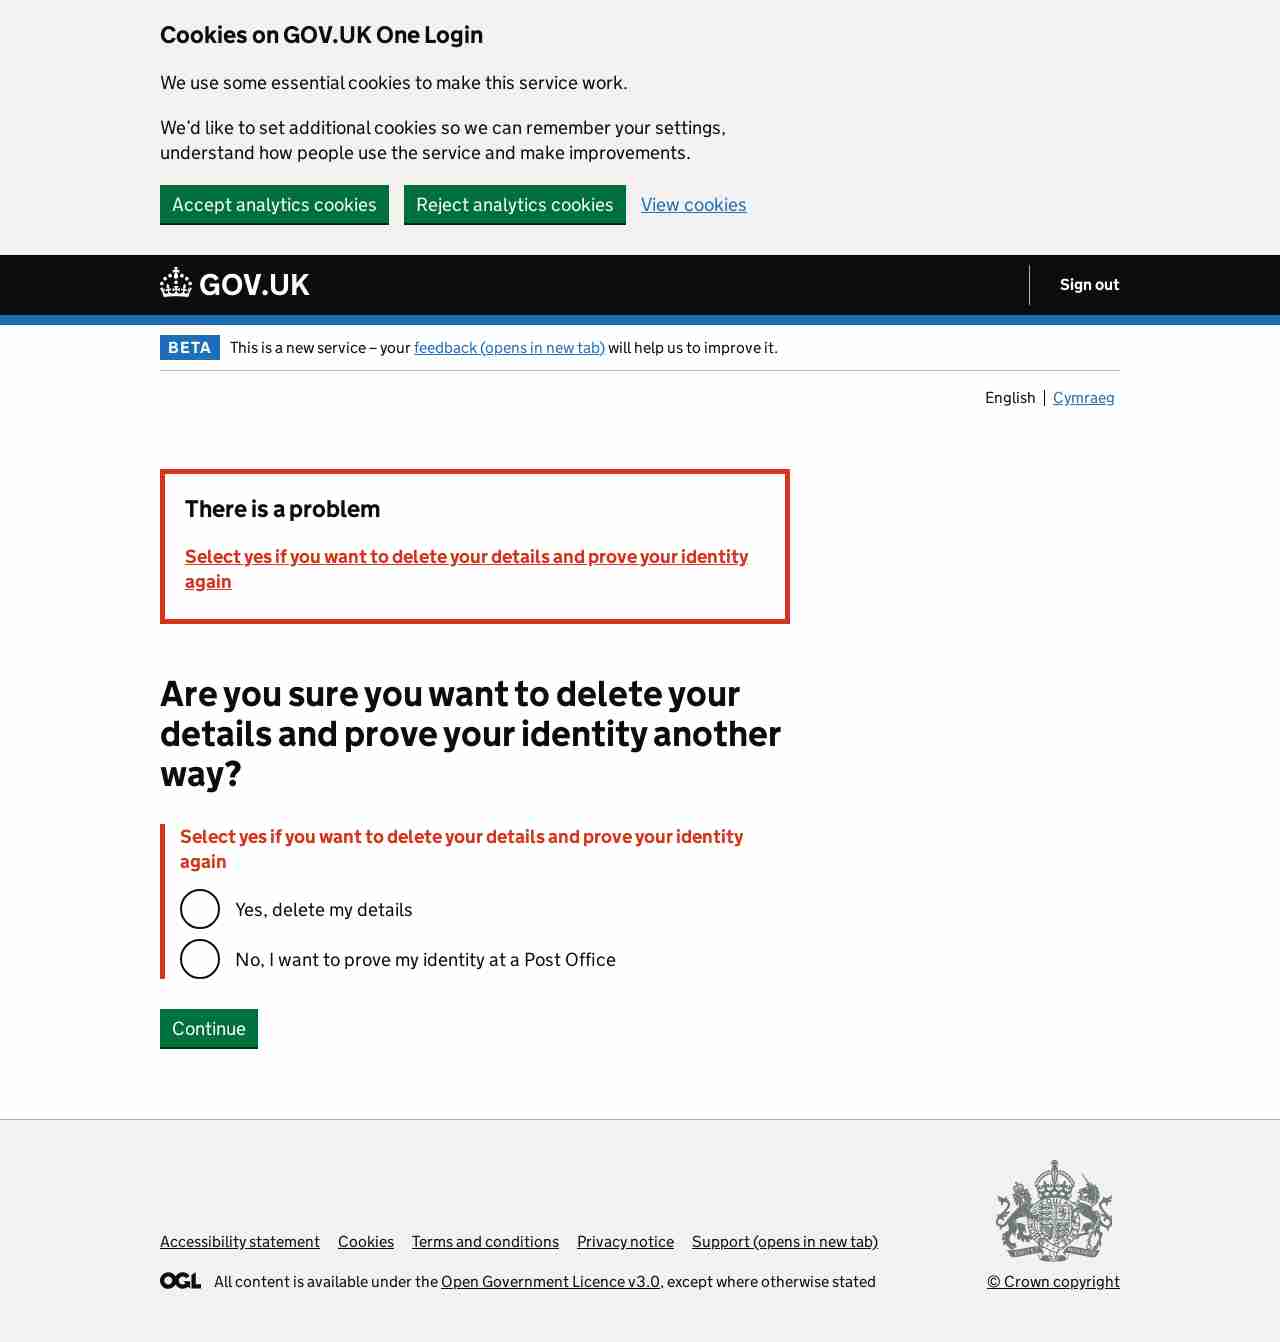 Cookies on GOV.UK One Login
We use some essential cookies to make this service work.
We’d like to set additional cookies so we can remember your settings,
understand how people use the service and make improvements.
Accept analytics cookies Reject analytics cookies View cookies
GOV.UK Sign out
BETA This is a new service – your feedback (opens in new tab) will help us to improve it.
English Cymraeg
There is a problem
Select yes if you want to delete your details and prove your identity
again
Are you sure you want to delete your
details and prove your identity another
way?
Select yes if you want to delete your details and prove your identity
again
Yes, delete my details
No, I want to prove my identity at a Post Office
Continue
Accessibility statement Cookies Terms and conditions Privacy notice Support (opens in new tab)
OGL All content is available under the Open Government Licence v3.0, except where otherwise stated
© Crown copyright